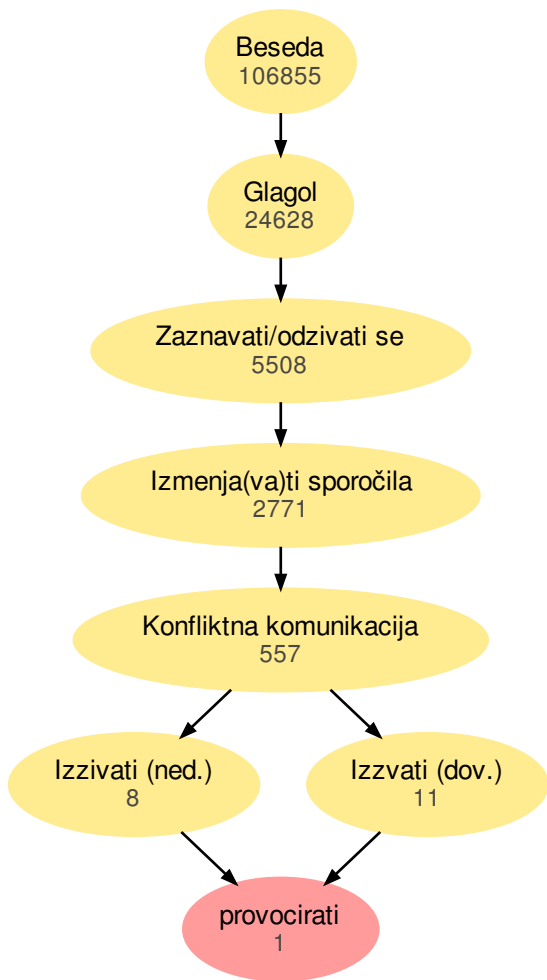 Beseda
106855
Glagol
24628
Zaznavati/odzivati se
5508
Izmenja(va)ti sporočila
2771
Konfliktna komunikacija
557
Izzivati (ned.)
8
Izzvati (dov.)
11
provocirati
1